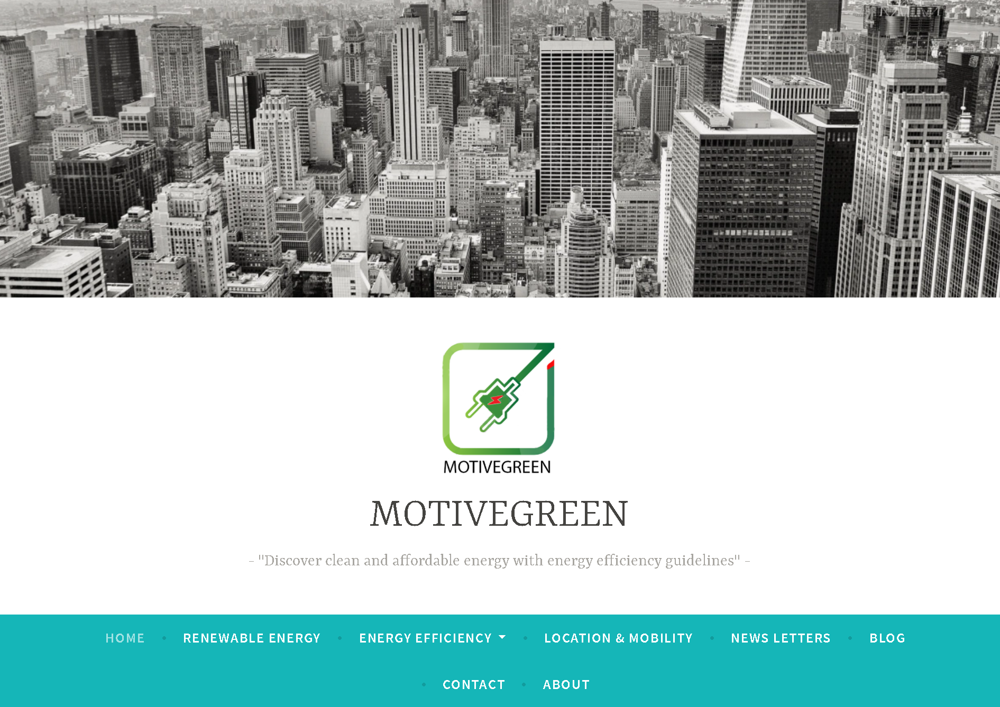 MOTIVEGREEN
MOTIVEGREEN
- "Discover clean and affordable energy with energy efficiency guidelines" -
HOME • RENEWABLE ENERGY • ENERGY EFFICIENCY • LOCATION & MOBILITY • NEWS LETTERS • BLOG
• CONTACT • ABOUT